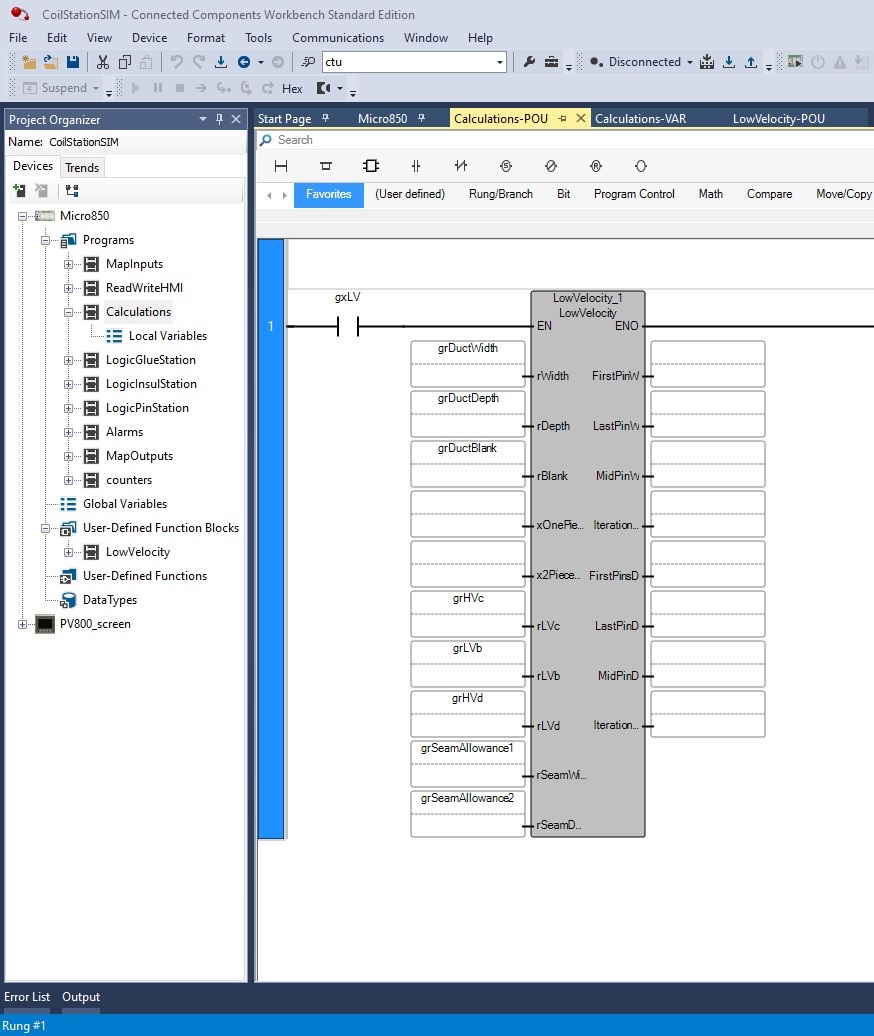 CoilStationSIM - Connected Components Workbench Standard Edition
File Edit View Device Format Tools Communications Window Help
ctu
Disconnected
Suspend
Hex
Project Organizer
Name: CoilStationSIM
Devices Trends
Micro850
Programs
MapInputs
ReadWriteHMI
Calculations
Local Variables
LogicGlueStation
LogicInsulStation
LogicPinStation
Alarms
MapOutputs
counters
Global Variables
User-Defined Function Blocks
LowVelocity
User-Defined Functions
DataTypes
PV800_screen
Start Page Micro850 Calculations-POU Calculations-VAR LowVelocity-POU
Search
Favorites (User defined) Rung/Branch Bit Program Control Math Compare Move/Copy
1
gxLV
LowVelocity_1
LowVelocity
EN ENO
grDuctWidth
rWidth FirstPinW
grDuctDepth
rDepth LastPinW
grDuctBlank
rBlank MidPinW
xOnePie... Iteration...
x2Piece... FirstPinsD
grHVc
rLVc LastPinD
grLVb
rLVb MidPinD
grHVd
rLVd Iteration...
grSeamAllowance1
rSeamWi...
grSeamAllowance2
rSeamD...
Error List Output
Rung #1